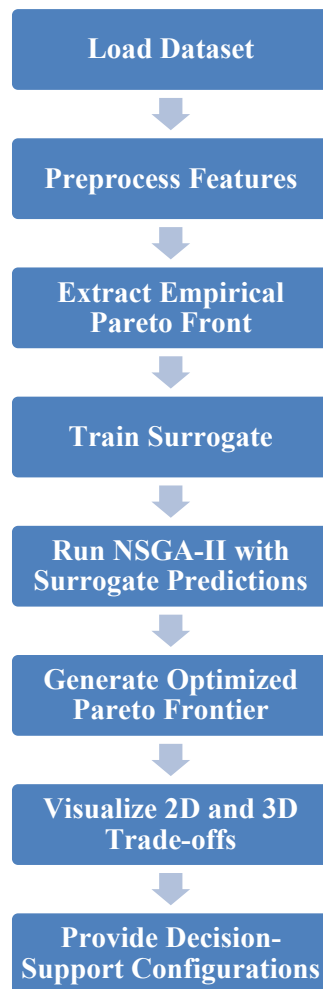 Load Dataset
Preprocess Features
Extract Empirical
Pareto Front
Train Surrogate
Run NSGA-II with
Surrogate Predictions
Generate Optimized
Pareto Frontier
Visualize 2D and 3D
Trade-offs
Provide Decision-
Support Configurations